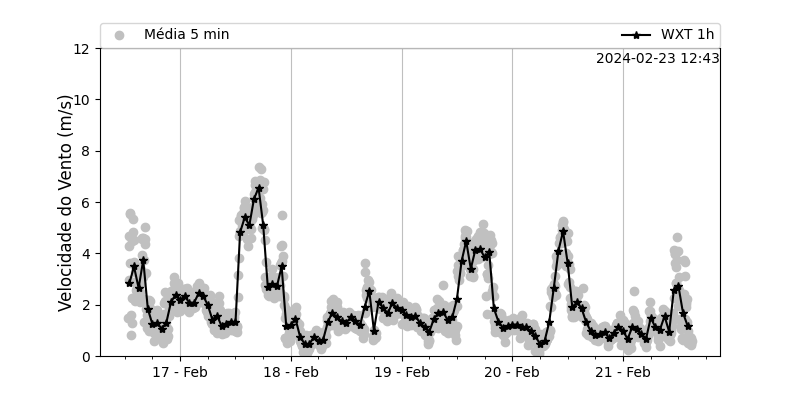 Média 5 min
WXT 1h
2024-02-23 12:43
Velocidade do Vento (m/s)
12
10
8
6
4
2
0
17 - Feb
18 - Feb
19 - Feb
20 - Feb
21 - Feb